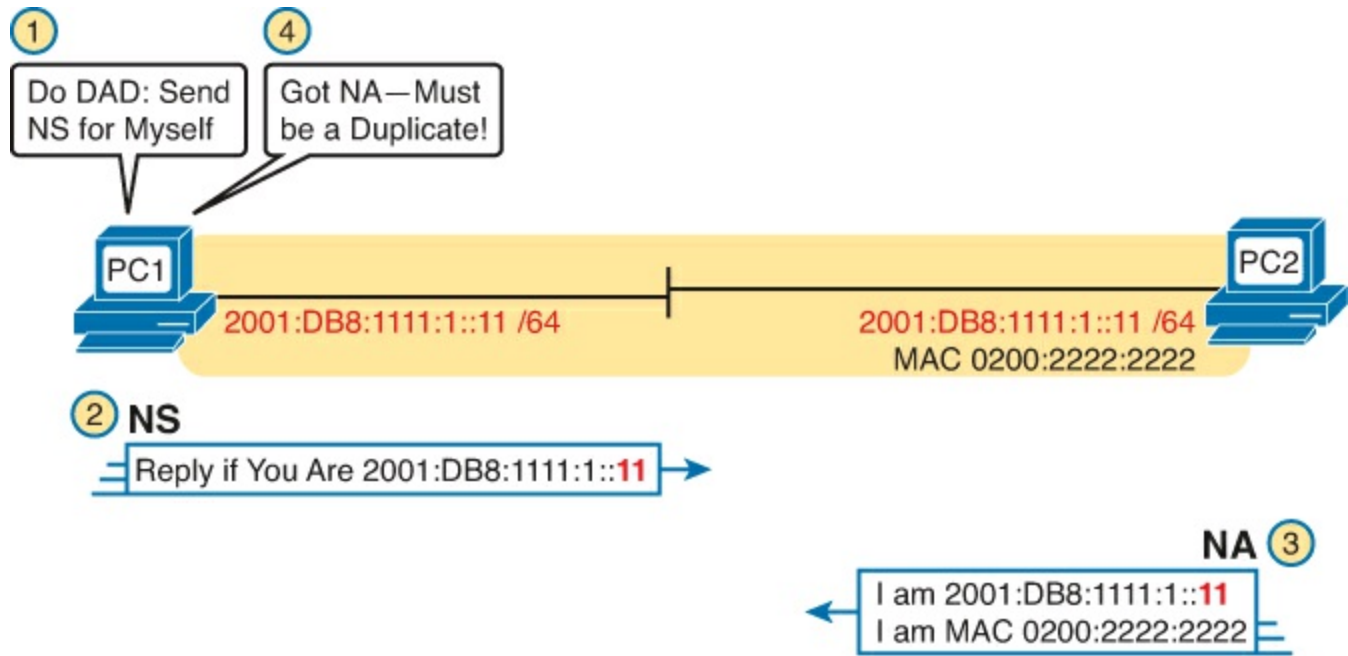 1
Do DAD: Send
NS for Myself
4
Got NA—Must
be a Duplicate!
PC1
PC2
2001:DB8:1111:1::11 /64
2001:DB8:1111:1::11 /64
MAC 0200:2222:2222
2
NS
Reply if You Are 2001:DB8:1111:1::11
NA
3
I am 2001:DB8:1111:1::11
I am MAC 0200:2222:2222